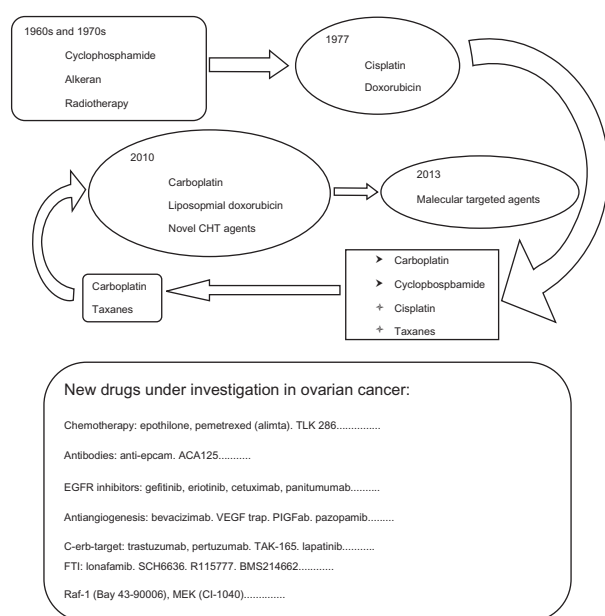 1960s and 1970s
Cyclophosphamide
Alkeran
Radiotherapy
1977
Cisplatin
Doxorubicin
2010
Carboplatin
Liposopmial doxorubicin
Novel CHT agents
2013
Molecular targeted agents
Carboplatin
Cyclopbospbamide
Cisplatin
Taxanes
Carboplatin
Taxanes
New drugs under investigation in ovarian cancer:
Chemotherapy: epothilone, pemetrexed (alimta). TLK 286...............
Antibodies: anti-epcam. ACA125...........
EGFR inhibitors: gefitinib, eriotinib, cetuximab, panitumumab..........
Antiangiogenesis: bevacizimab. VEGF trap. PIGFab. pazopamib.........
C-erb-target: trastuzumab, pertuzumab. TAK-165. lapatinib...........
FTI: lonafamib. SCH6636. R115777. BMS214662............
Raf-1 (Bay 43-90006), MEK (CI-1040)..............